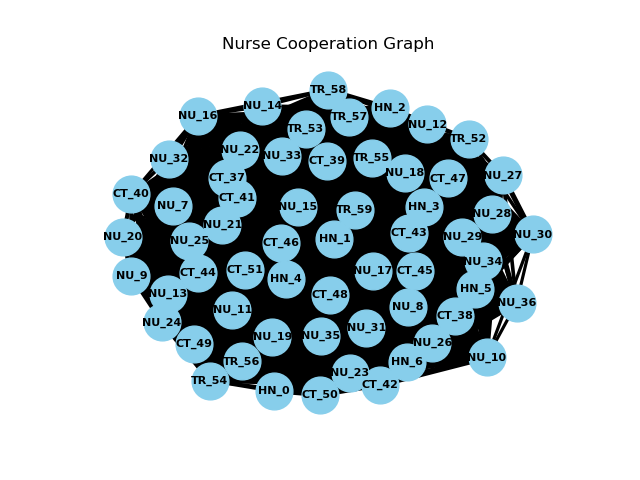 Nurse Cooperation Graph
TR_58
NU_14
HN_2
NU_16
TR_57
NU_12
TR_53
TR_52
NU_22
NU_33
TR_55
NU_32
CT_39
NU_18
NU_27
CT_37
CT_47
CT_40
CT_41
NU_7
NU_15
HN_3
TR_59
NU_28
NU_21
CT_43
NU_30
NU_20
NU_29
HN_1
NU_25
CT_46
NU_34
CT_51
NU_17
CT_45
CT_44
NU_9
HN_4
HN_5
NU_13
CT_48
NU_36
NU_8
NU_11
CT_38
NU_24
NU_31
NU_35
NU_19
NU_26
CT_49
NU_10
TR_56
HN_6
NU_23
TR_54
CT_42
HN_0
CT_50